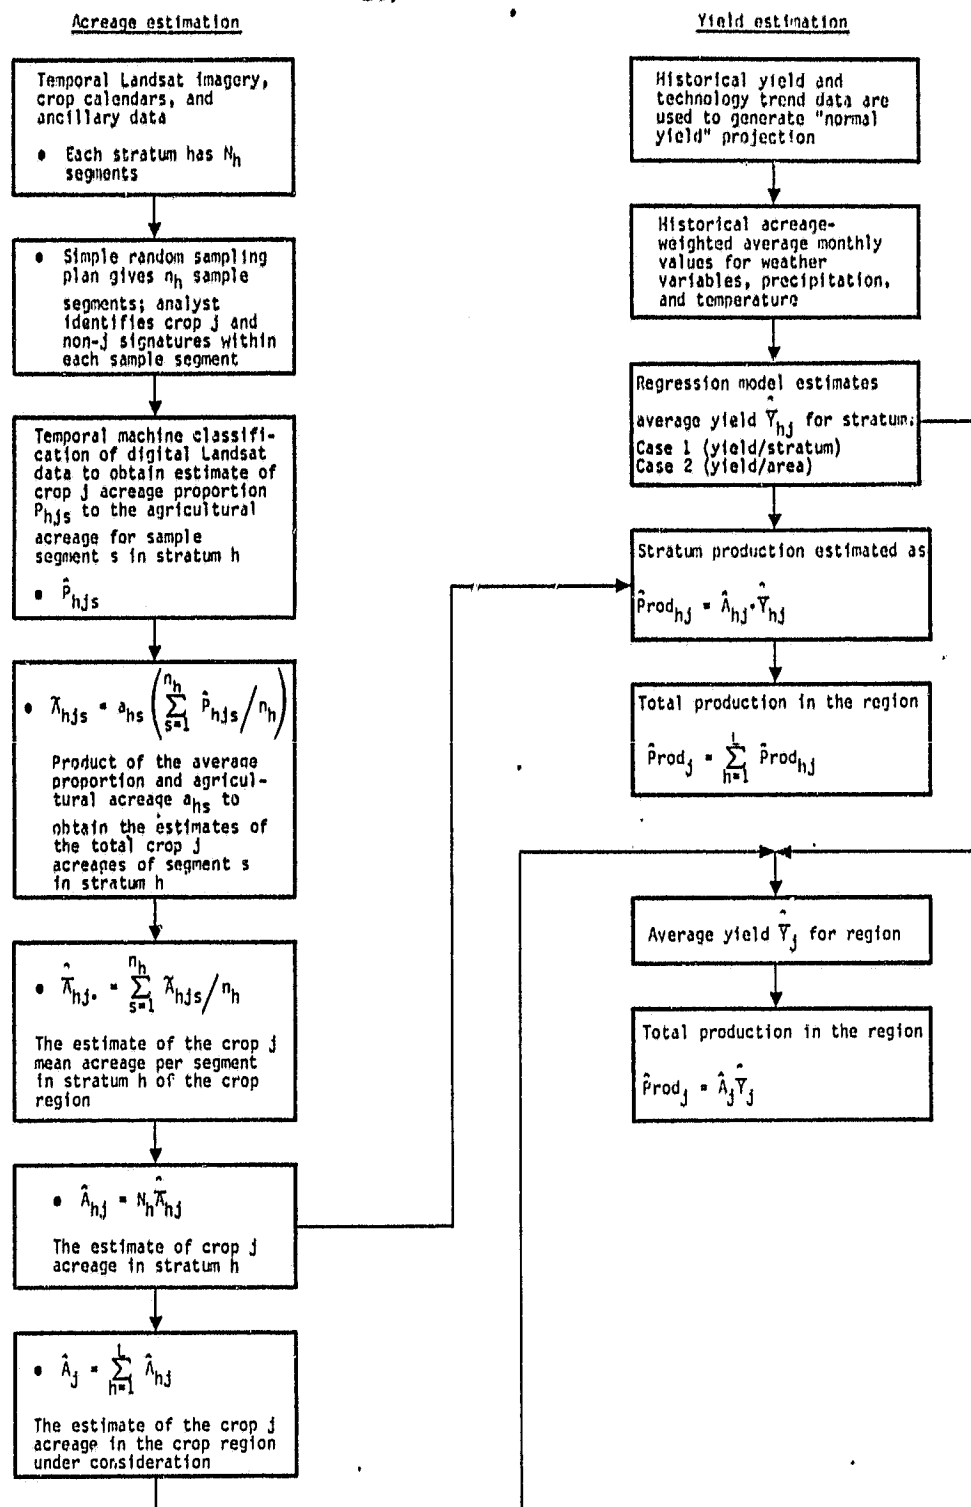 Acreage estimation
Temporal Landsat imagery,
crop calendars, and
ancillary data
• Each stratum has N_h
segments
• Simple random sampling
plan gives n_h sample
segments; analyst
identifies crop j and
non-j signatures within
each sample segment
Temporal machine classifi-
cation of digital Landsat
data to obtain estimate of
crop j acreage proportion
P_hjs to the agricultural
acreage for sample
segment s in stratum h
• P̂_hjs
• Ã_hjs = a_hs (∑_{s=1}^{n_h} P̂_hjs / n_h)
Product of the average
proportion and agricul-
tural acreage a_hs to
obtain the estimates of
the total crop j
acreages of segment s
in stratum h
• Â̄_hj. = ∑_{s=1}^{n_h} Ã_hjs / n_h
The estimate of the crop j
mean acreage per segment
in stratum h of the crop
region
• Â_hj = N_h Â̄_hj
The estimate of crop j
acreage in stratum h
• Â_j = ∑_{h=1}^{L} Â_hj
The estimate of the crop j
acreage in the crop region
under consideration
Yield estimation
Historical yield and
technology trend data are
used to generate "normal
yield" projection
Historical acreage-
weighted average monthly
values for weather
variables, precipitation,
and temperature
Regression model estimates
average yield Ŷ̄_hj for stratum.
Case 1 (yield/stratum)
Case 2 (yield/area)
Stratum production estimated as
P̂rod_hj = Â_hj·Ŷ̄_hj
Total production in the region
P̂rod_j = ∑_{h=1}^{L} P̂rod_hj
Average yield Ŷ̄_j for region
Total production in the region
P̂rod_j = Â_j Ŷ̄_j